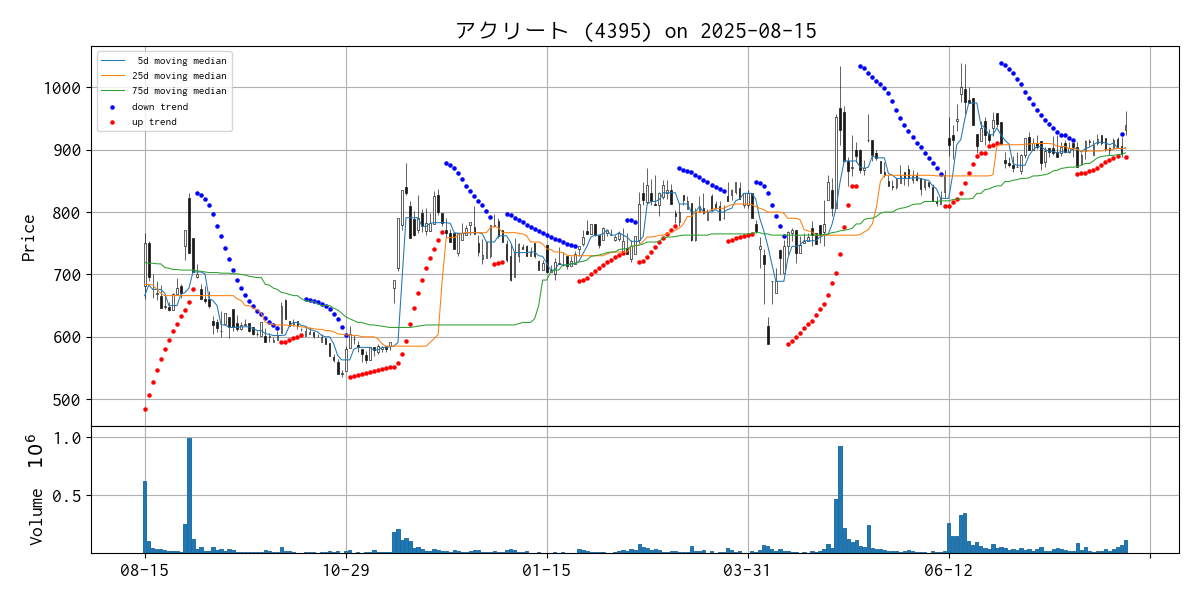 アクリート (4395) on 2025-08-15
5d moving median
25d moving median
75d moving median
down trend
up trend
Price
1000
900
800
700
600
500
Volume 10^6
1.0
0.5
08-15 10-29 01-15 03-31 06-12